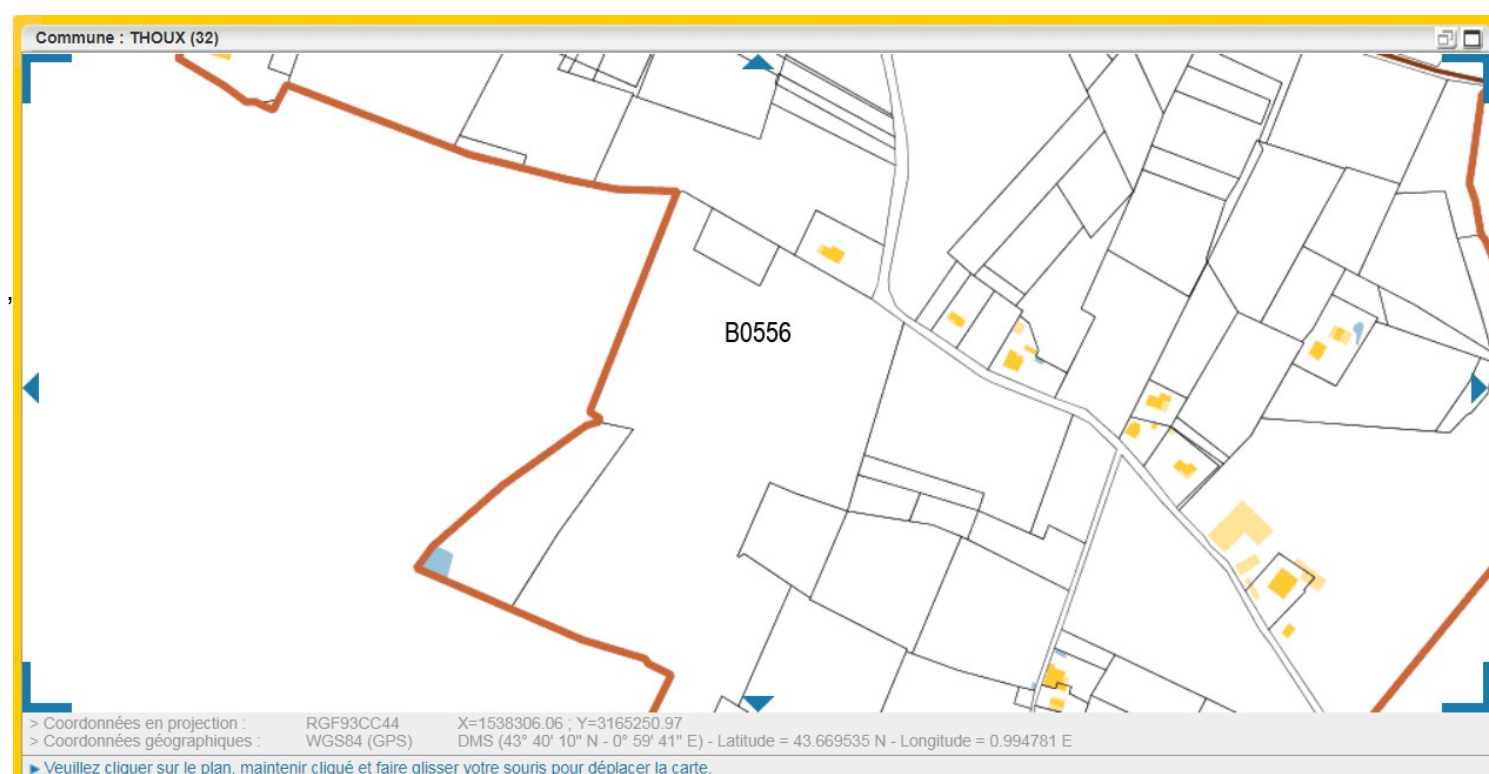 Commune : THOUX (32)
,
B0556
> Coordonnées en projection : RGF93CC44 X=1538306.06 ; Y=3165250.97
> Coordonnées géographiques : WGS84 (GPS) DMS (43° 40' 10" N - 0° 59' 41" E) - Latitude = 43.669535 N - Longitude = 0.994781 E
► Veuillez cliquer sur le plan, maintenir cliqué et faire glisser votre souris pour déplacer la carte.